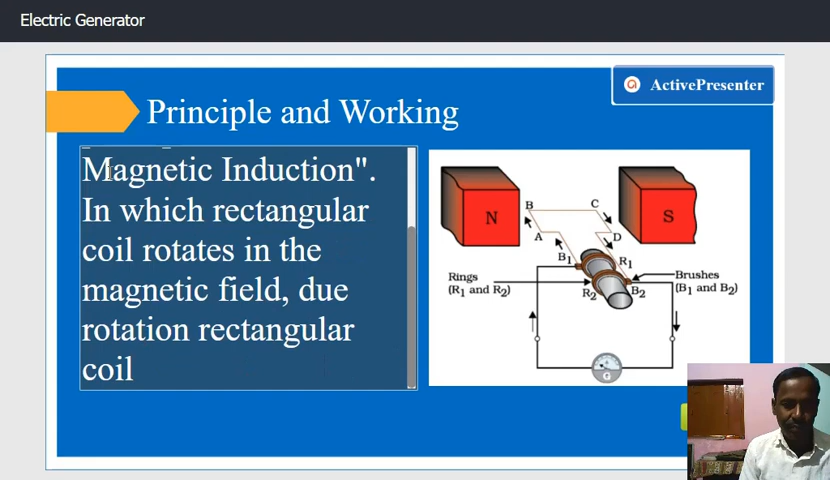 Electric Generator
ActivePresenter
Principle and Working
Magnetic Induction".
In which rectangular
coil rotates in the
magnetic field, due
rotation rectangular
coil
N
S
B
C
A
D
B1
R1
Rings
(R1 and R2)
R2
B2
Brushes
(B1 and B2)
G